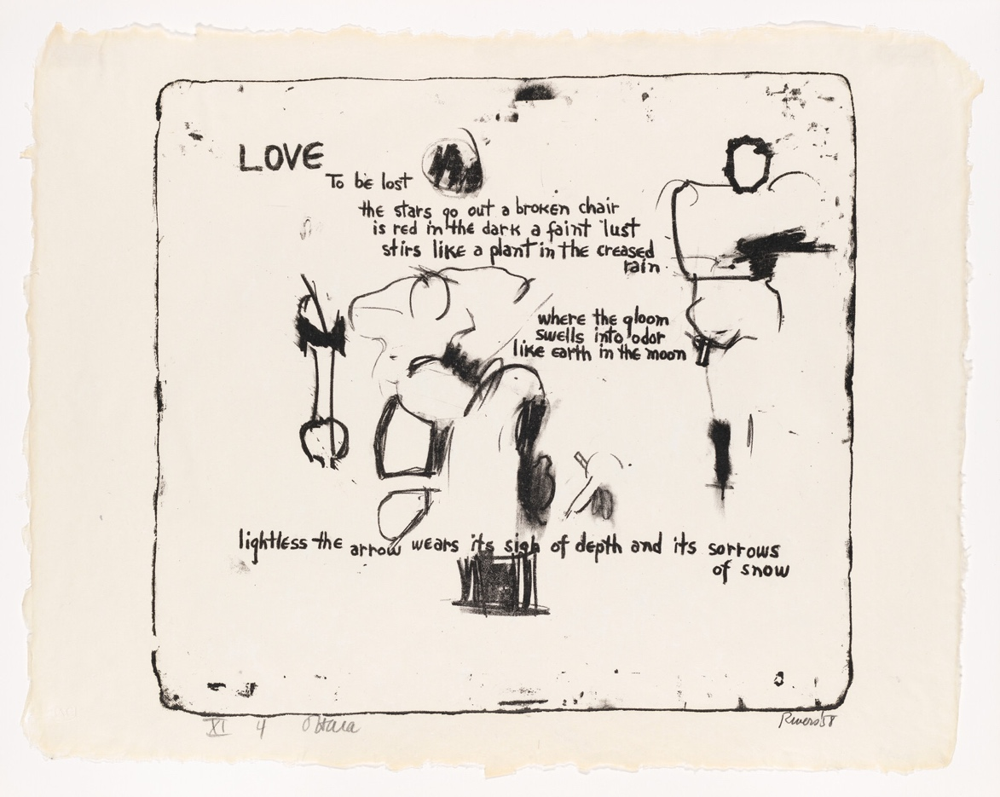 LOVE
To be lost
the stars go out a broken chair
is red in the dark a faint lust
stirs like a plant in the creased
rain
where the gloom
swells into odor
like earth in the moon
lightless the arrow wears its sigh of depth and its sorrows
of snow
XI 4 O'Hara
Rivers '58